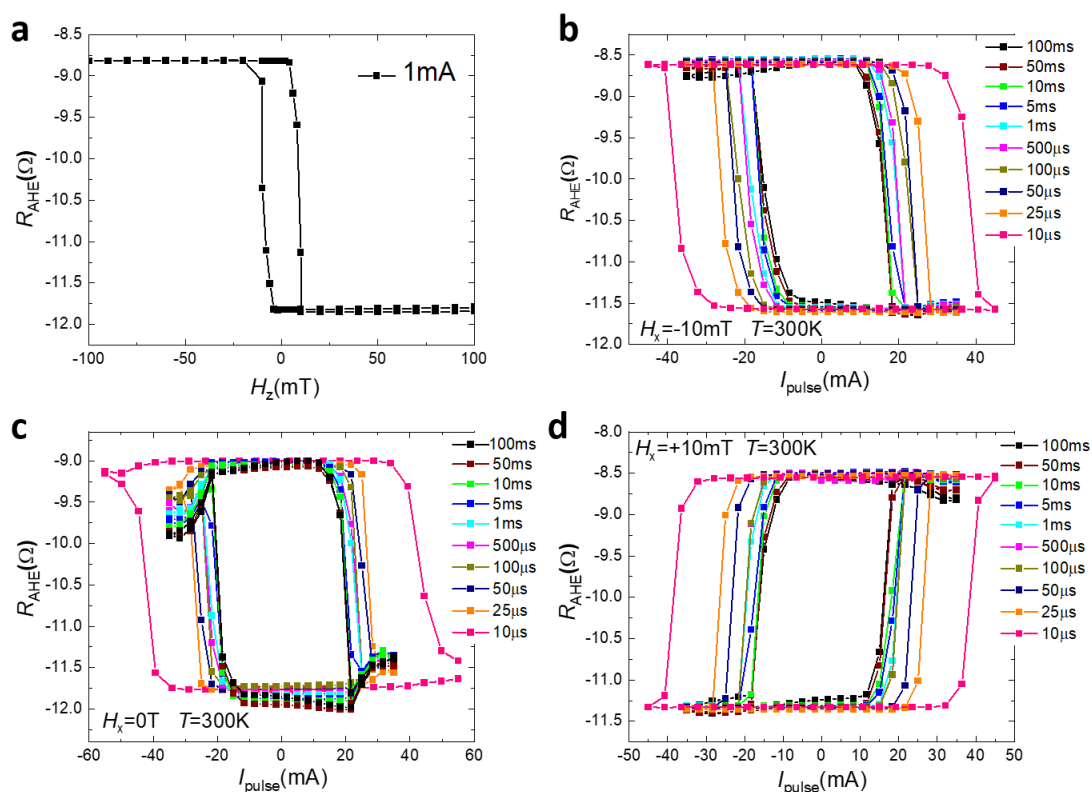 a
1mA
-8.5
-9.0
-9.5
-10.0
-10.5
-11.0
-11.5
-12.0
R_AHE(Ω)
-100 -50 0 50 100
H_z(mT)
b
-8.5
-9.0
-9.5
-10.0
-10.5
-11.0
-11.5
-12.0
R_AHE(Ω)
H_x=-10mT T=300K
-40 -20 0 20 40
I_pulse(mA)
100ms
50ms
10ms
5ms
1ms
500μs
100μs
50μs
25μs
10μs
c
-9.0
-9.5
-10.0
-10.5
-11.0
-11.5
-12.0
R_AHE(Ω)
H_x=0T T=300K
-60 -40 -20 0 20 40 60
I_pulse(mA)
100ms
50ms
10ms
5ms
1ms
500μs
100μs
50μs
25μs
10μs
d
H_x=+10mT T=300K
-8.0
-8.5
-9.0
-9.5
-10.0
-10.5
-11.0
-11.5
R_AHE(Ω)
-50 -40 -30 -20 -10 0 10 20 30 40 50
I_pulse(mA)
100ms
50ms
10ms
5ms
1ms
500μs
100μs
50μs
25μs
10μs